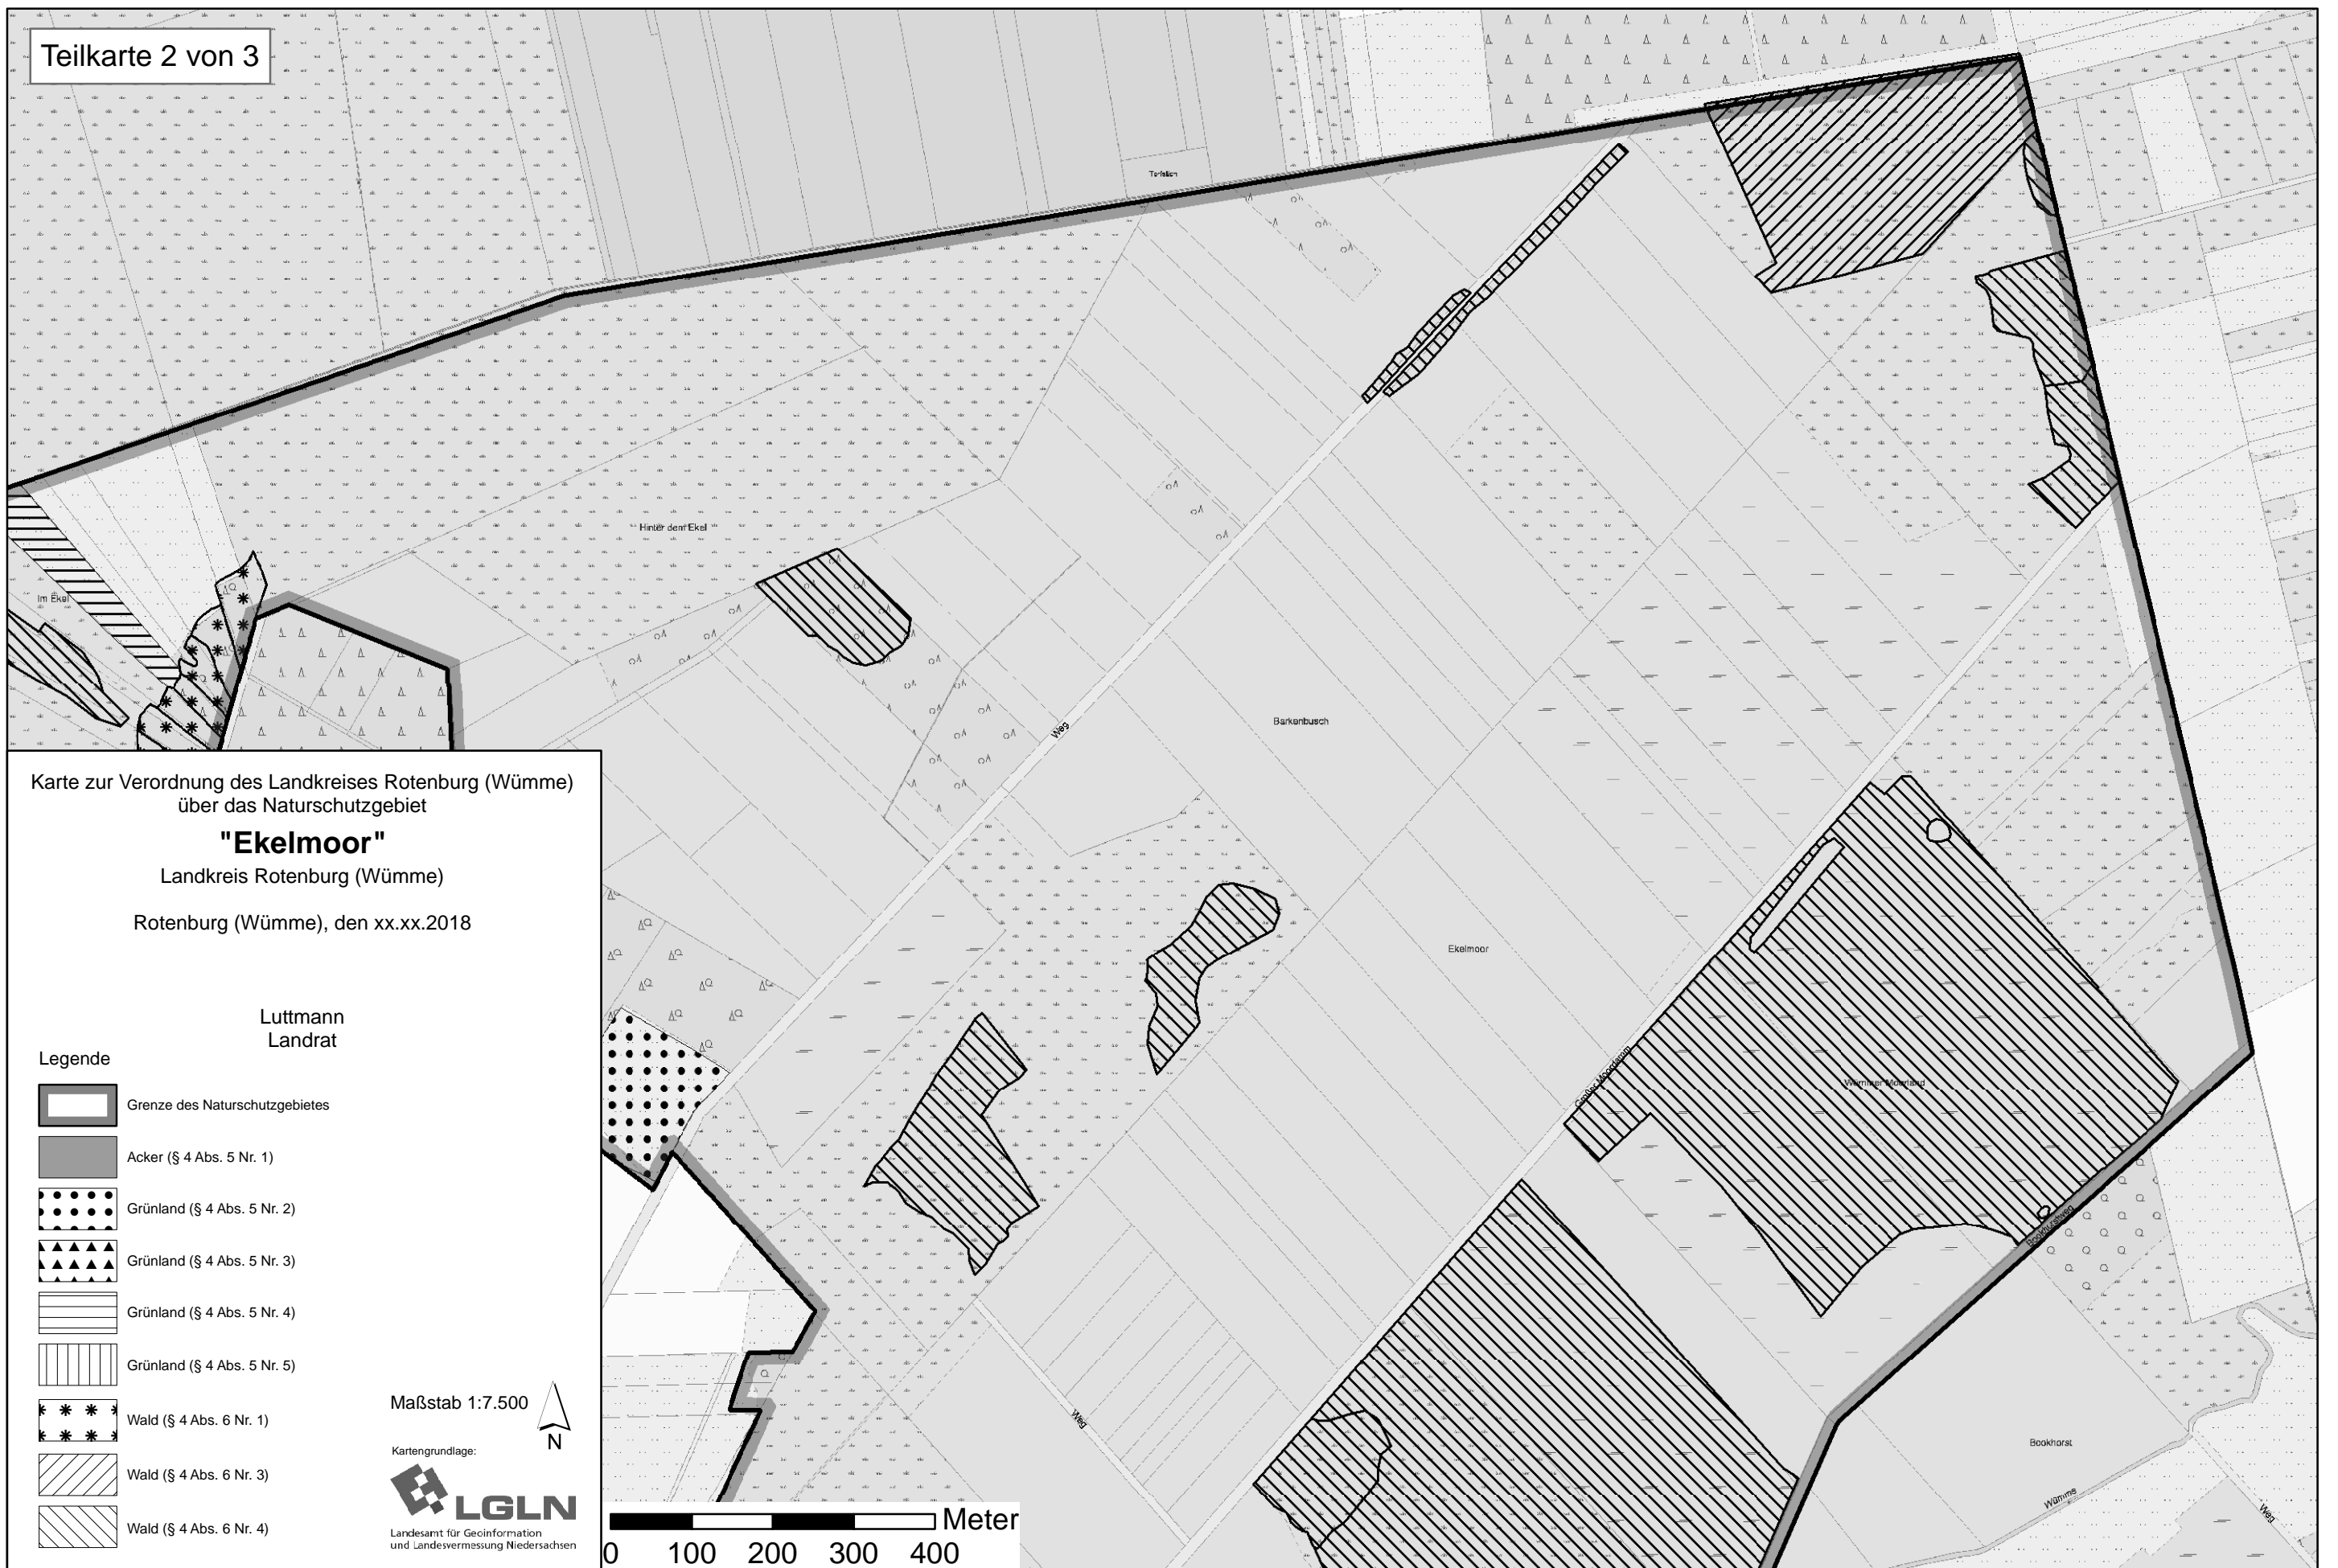 Teilkarte 2 von 3
Torfstich
Hinter dem Ekel
Im Ekel
Weg
Barkenbusch
Ekelmoor
Großer Moordamm
Bookhurstweg
Weg
Bookhorst
Wümme
Weg
Karte zur Verordnung des Landkreises Rotenburg (Wümme)
über das Naturschutzgebiet
"Ekelmoor"
Landkreis Rotenburg (Wümme)
Rotenburg (Wümme), den xx.xx.2018
Luttmann
Landrat
Legende
Grenze des Naturschutzgebietes
Acker (§ 4 Abs. 5 Nr. 1)
Grünland (§ 4 Abs. 5 Nr. 2)
Grünland (§ 4 Abs. 5 Nr. 3)
Grünland (§ 4 Abs. 5 Nr. 4)
Grünland (§ 4 Abs. 5 Nr. 5)
Wald (§ 4 Abs. 6 Nr. 1)
Wald (§ 4 Abs. 6 Nr. 3)
Wald (§ 4 Abs. 6 Nr. 4)
Maßstab 1:7.500
N
Kartengrundlage:
LGLN
Landesamt für Geoinformation
und Landesvermessung Niedersachsen
Meter
0 100 200 300 400